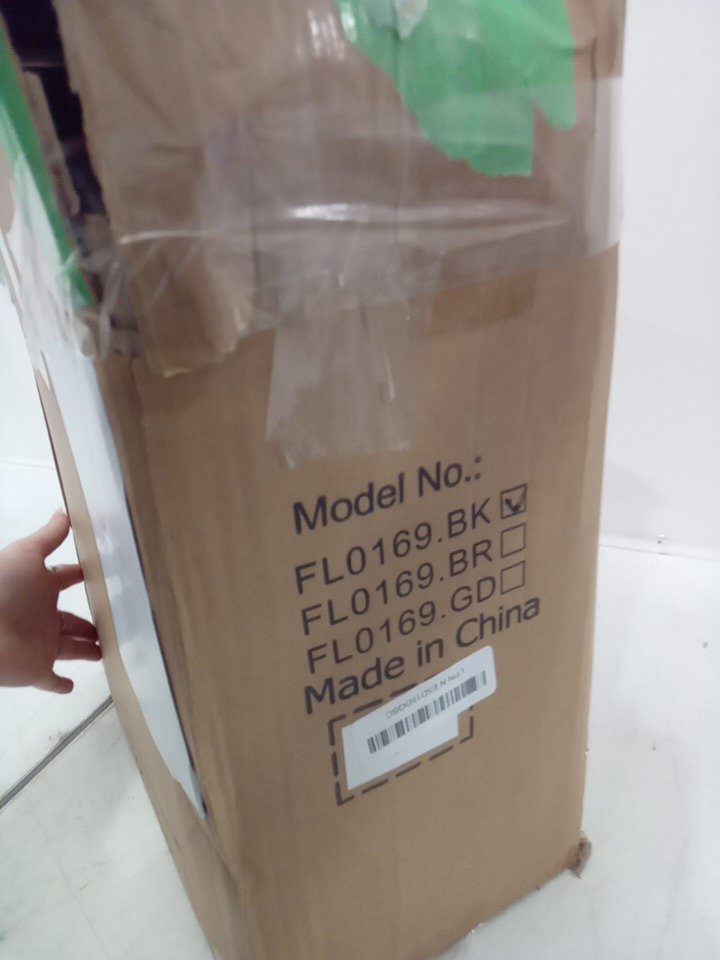 Model No.:
FL0169.BK
FL0169.BR
FL0169.GD
Made in China